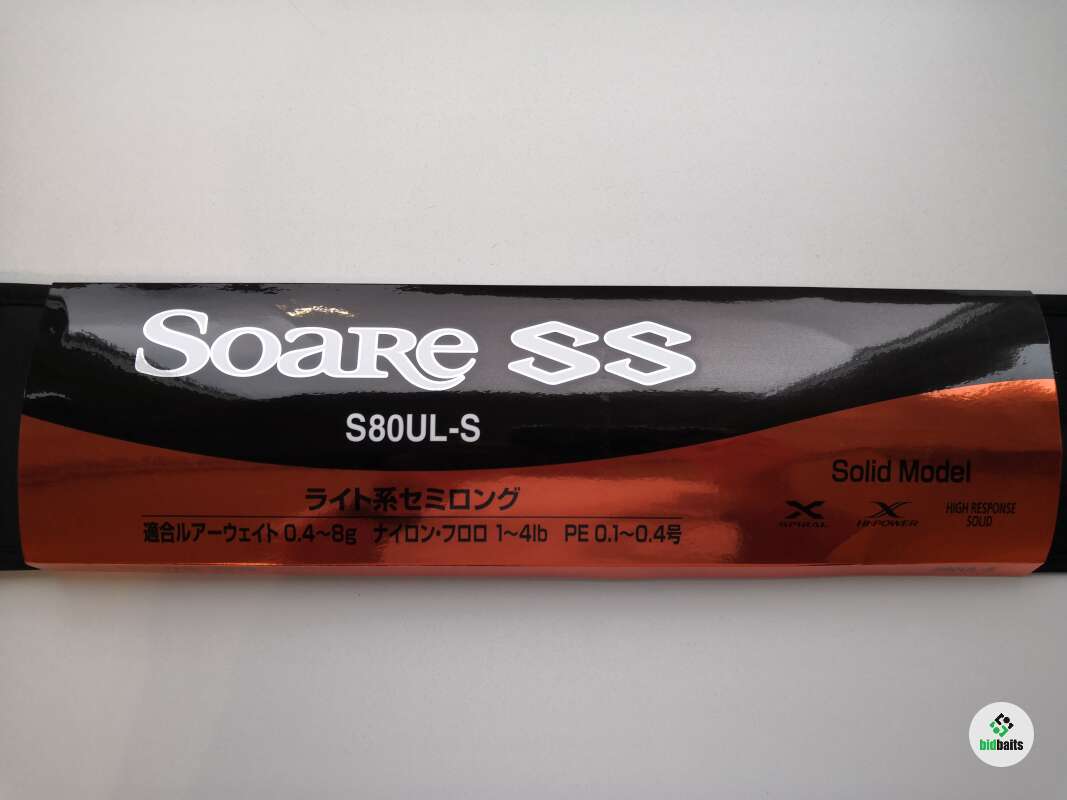 Soare SS
S80UL-S
ライト系セミロング
適合ルアーウェイト 0.4〜8g ナイロン・フロロ 1〜4lb PE 0.1〜0.4号
Solid Model
X SPIRAL
X HI-POWER
HIGH RESPONSE
SOLID
bidbaits